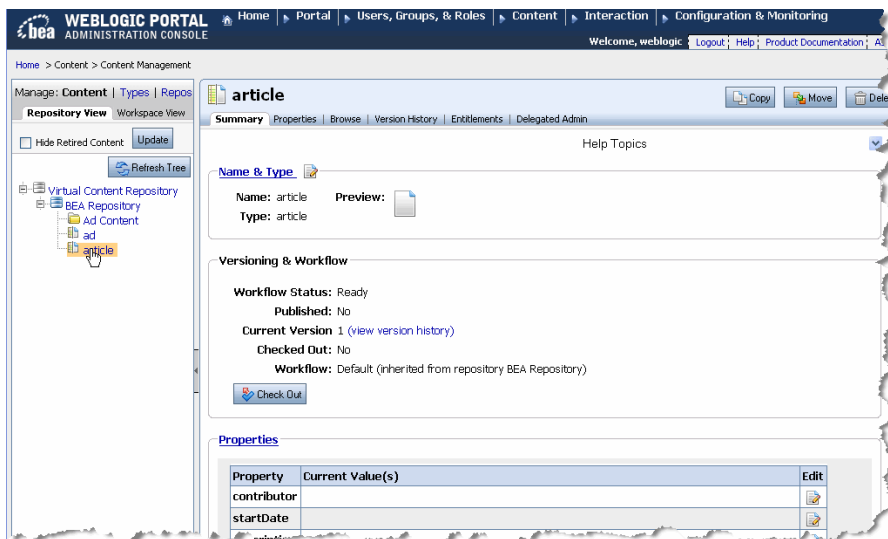 bea WEBLOGIC PORTAL
ADMINISTRATION CONSOLE
Home Portal Users, Groups, & Roles Content Interaction Configuration & Monitoring
Welcome, weblogic Logout Help Product Documentation
Home > Content > Content Management
Manage: Content | Types | Repos
Repository View Workspace View
Hide Retired Content Update
Refresh Tree
Virtual Content Repository
BEA Repository
Ad Content
ad
article
article
Copy Move Dele
Summary Properties | Browse | Version History | Entitlements | Delegated Admin
Help Topics
Name & Type
Name: article Preview:
Type: article
Versioning & Workflow
Workflow Status: Ready
Published: No
Current Version 1 (view version history)
Checked Out: No
Workflow: Default (inherited from repository BEA Repository)
Check Out
Properties
Property Current Value(s) Edit
contributor
startDate